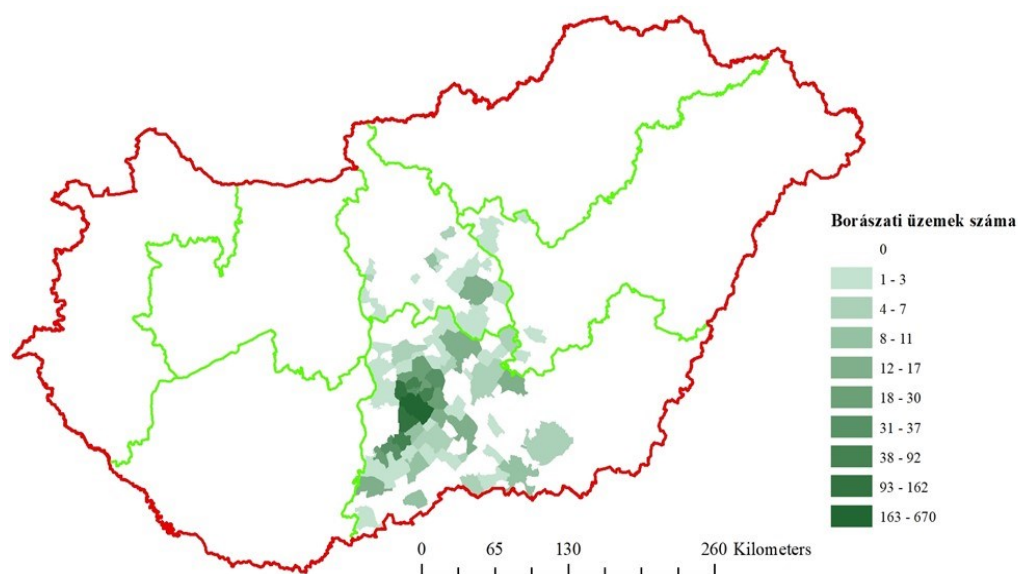 Borászati üzemek száma
0
1 - 3
4 - 7
8 - 11
12 - 17
18 - 30
31 - 37
38 - 92
93 - 162
163 - 670
0 65 130 260 Kilometers